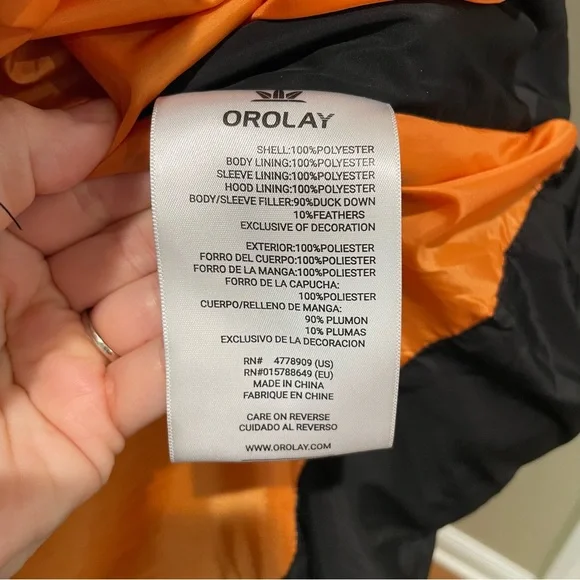 OROLAY
SHELL:100%POLYESTER
BODY LINING:100%POLYESTER
SLEEVE LINING:100%POLYESTER
HOOD LINING:100%POLYESTER
BODY/SLEEVE FILLER:90%DUCK DOWN
10%FEATHERS
EXCLUSIVE OF DECORATION
EXTERIOR:100%POLIESTER
FORRO DEL CUERPO:100%POLIESTER
FORRO DE LA MANGA:100%POLIESTER
FORRO DE LA CAPUCHA:
100%POLIESTER
CUERPO/RELLENO DE MANGA:
90% PLUMON
10% PLUMAS
EXCLUSIVO DE LA DECORACION
RN# 4778909 (US)
RN#015788649 (EU)
MADE IN CHINA
FABRIQUE EN CHINE
CARE ON REVERSE
CUIDADO AL REVERSO
WWW.OROLAY.COM